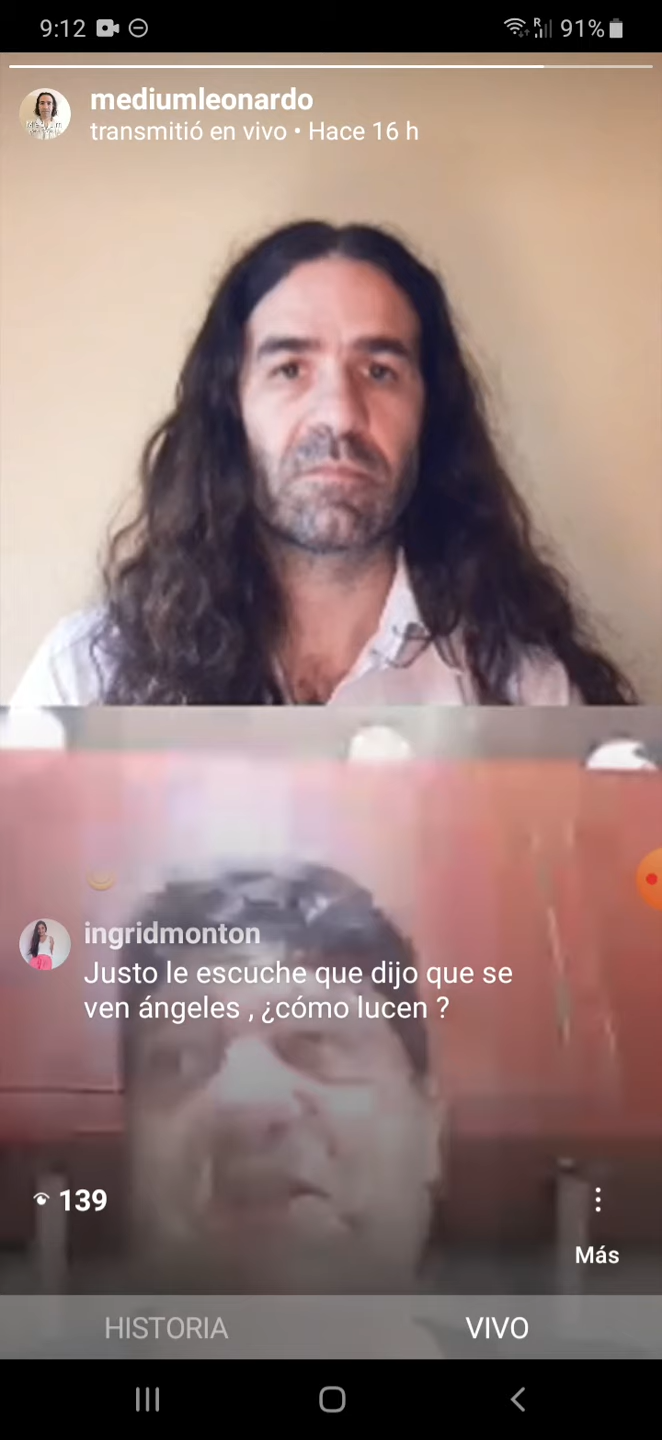 9:12
R
91%
mediumleonardo
transmitió en vivo • Hace 16 h
ingridmonton
Justo le escuche que dijo que se
ven ángeles , ¿cómo lucen ?
139
Más
HISTORIA
VIVO